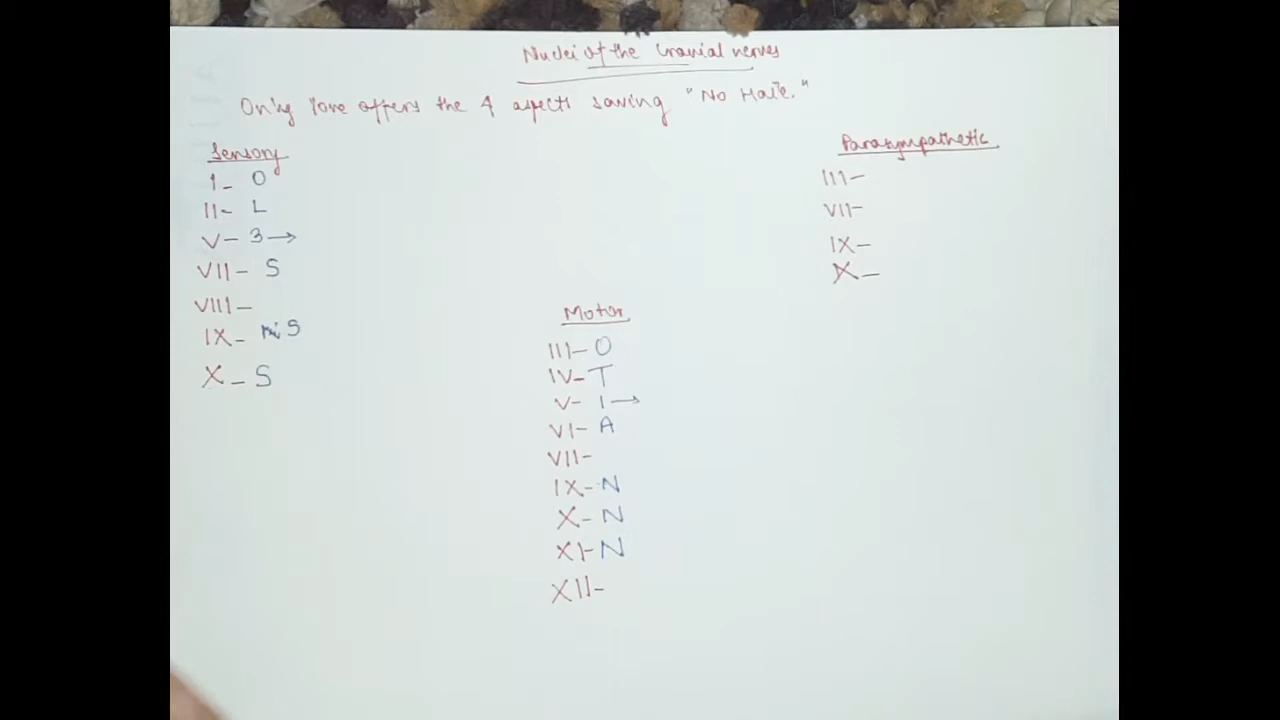 Nuclei of the Cranial nerves
Only love offers the 4 aspects saving "No Hate."
Sensory
I- O
II- L
V- 3→
VII- S
VIII-
IX- S
X- S
Motor
III- O
IV- T
V- 1→
VI- A
VII-
IX- N
X- N
XI- N
XII-
Parasympathetic
III-
VII-
IX-
X-